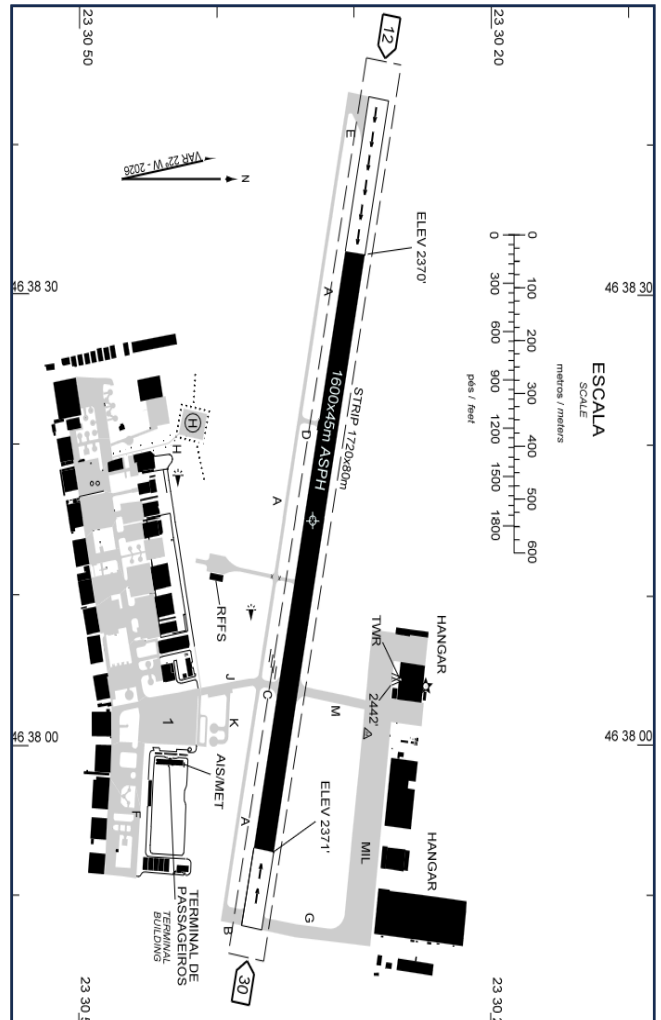 23 30 50
23 30 20
12
E
VAR 22° W - 2026
N
ELEV 2370'
46 38 30
46 38 30
A
ESCALA
SCALE
metros / meters
0 100 200 300 400 500 600
0 300 600 900 1200 1500 1800
pés / feet
1600x45m ASPH
STRIP 1720x80m
D
H
H
8
A
RFFS
HANGAR
TWR
2442'
J
C
M
K
1
46 38 00
46 38 00
AIS/MET
A
ELEV 2371'
MIL
HANGAR
F
TERMINAL DE
PASSAGEIROS
TERMINAL
BUILDING
B
G
30